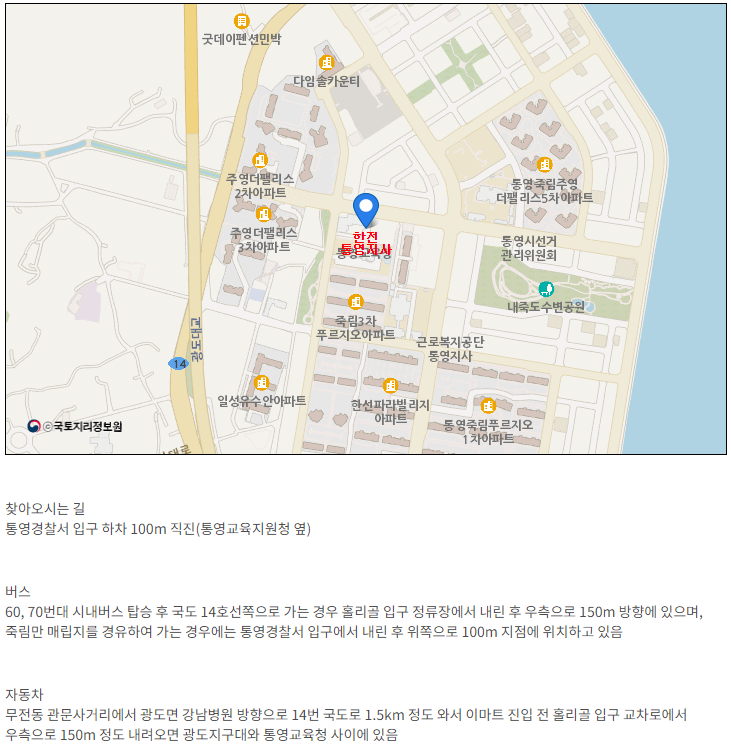 굿데이펜션민박
다임솔카운티
주영더팰리스
2차아파트
통영죽림주영
더팰리스5차아파트
주영더팰리스
3차아파트
한전
통영지사
통영시선거
관리위원회
내죽도수변공원
죽림3차
푸르지오아파트
근로복지공단
통영지사
광도대교
14
일성유수안아파트
한선파라빌리지
아파트
통영죽림푸르지오
1차아파트
©국토지리정보원
찾아오시는 길
통영경찰서 입구 하차 100m 직진(통영교육지원청 옆)
버스
60, 70번대 시내버스 탑승 후 국도 14호선쪽으로 가는 경우 홀리골 입구 정류장에서 내린 후 우측으로 150m 방향에 있으며,
죽림만 매립지를 경유하여 가는 경우에는 통영경찰서 입구에서 내린 후 위쪽으로 100m 지점에 위치하고 있음
자동차
무전동 관문사거리에서 광도면 강남병원 방향으로 14번 국도로 1.5km 정도 와서 이마트 진입 전 홀리골 입구 교차로에서
우측으로 150m 정도 내려오면 광도지구대와 통영교육청 사이에 있음